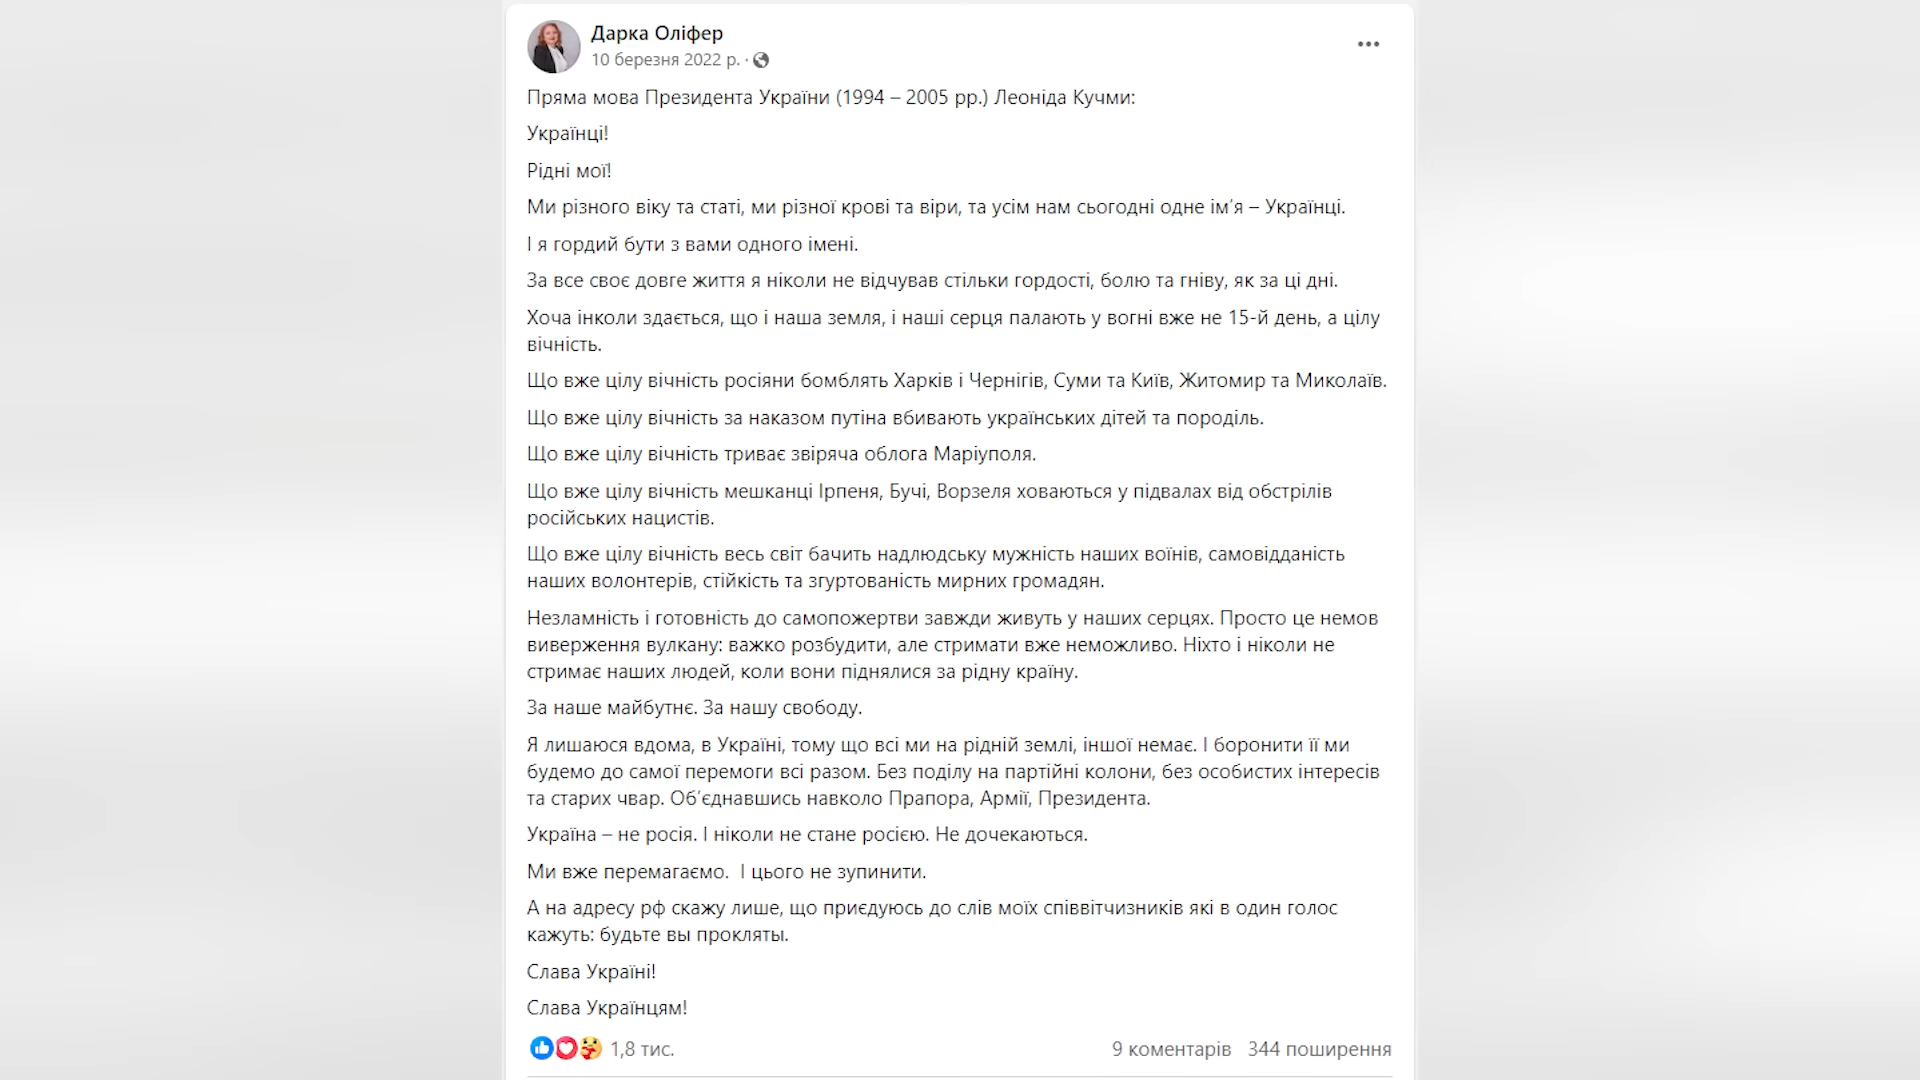 Дарка Оліфер
10 березня 2022 р. ·
Пряма мова Президента України (1994 – 2005 рр.) Леоніда Кучми:
Українці!
Рідні мої!
Ми різного віку та статі, ми різної крові та віри, та усім нам сьогодні одне ім’я – Українці.
І я гордий бути з вами одного імені.
За все своє довге життя я ніколи не відчував стільки гордості, болю та гніву, як за ці дні.
Хоча інколи здається, що і наша земля, і наші серця палають у вогні вже не 15-й день, а цілу
вічність.
Що вже цілу вічність росіяни бомблять Харків і Чернігів, Суми та Київ, Житомир та Миколаїв.
Що вже цілу вічність за наказом путіна вбивають українських дітей та породіль.
Що вже цілу вічність триває звіряча облога Маріуполя.
Що вже цілу вічність мешканці Ірпеня, Бучі, Ворзеля ховаються у підвалах від обстрілів
російських нацистів.
Що вже цілу вічність весь світ бачить надлюдську мужність наших воїнів, самовідданість
наших волонтерів, стійкість та згуртованість мирних громадян.
Незламність і готовність до самопожертви завжди живуть у наших серцях. Просто це немов
виверження вулкану: важко розбудити, але стримати вже неможливо. Ніхто і ніколи не
стримає наших людей, коли вони піднялися за рідну країну.
За наше майбутнє. За нашу свободу.
Я лишаюся вдома, в Україні, тому що всі ми на рідній землі, іншої немає. І боронити її ми
будемо до самої перемоги всі разом. Без поділу на партійні колони, без особистих інтересів
та старих чвар. Об’єднавшись навколо Прапора, Армії, Президента.
Україна – не росія. І ніколи не стане росією. Не дочекаються.
Ми вже перемагаємо.  І цього не зупинити.
А на адресу рф скажу лише, що приєдуюсь до слів моїх співвітчизників які в один голос
кажуть: будьте вы прокляты.
Слава Україні!
Слава Українцям!
1,8 тис. 9 коментарів 344 поширення